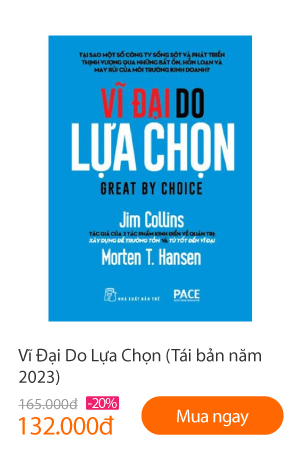 TẠI SAO MỘT SỐ CÔNG TY SỐNG SÓT VÀ PHÁT TRIỂN
THỊNH VƯỢNG QUA NHỮNG BẤT ỔN, HỖN LOẠN VÀ
MAY RỦI CỦA MÔI TRƯỜNG KINH DOANH?
VĨ ĐẠI DO
LỰA CHỌN
GREAT BY CHOICE
Jim Collins
TÁC GIẢ CỦA 2 TÁC PHẨM KINH ĐIỂN VỀ QUẢN TRỊ:
XÂY DỰNG ĐỂ TRƯỜNG TỒN VÀ TỪ TỐT ĐẾN VĨ ĐẠI
Morten T. Hansen
NHÀ XUẤT BẢN TRẺ
PACE
Vĩ Đại Do Lựa Chọn (Tái bản năm
2023)
165.000đ -20%
132.000đ
Mua ngay